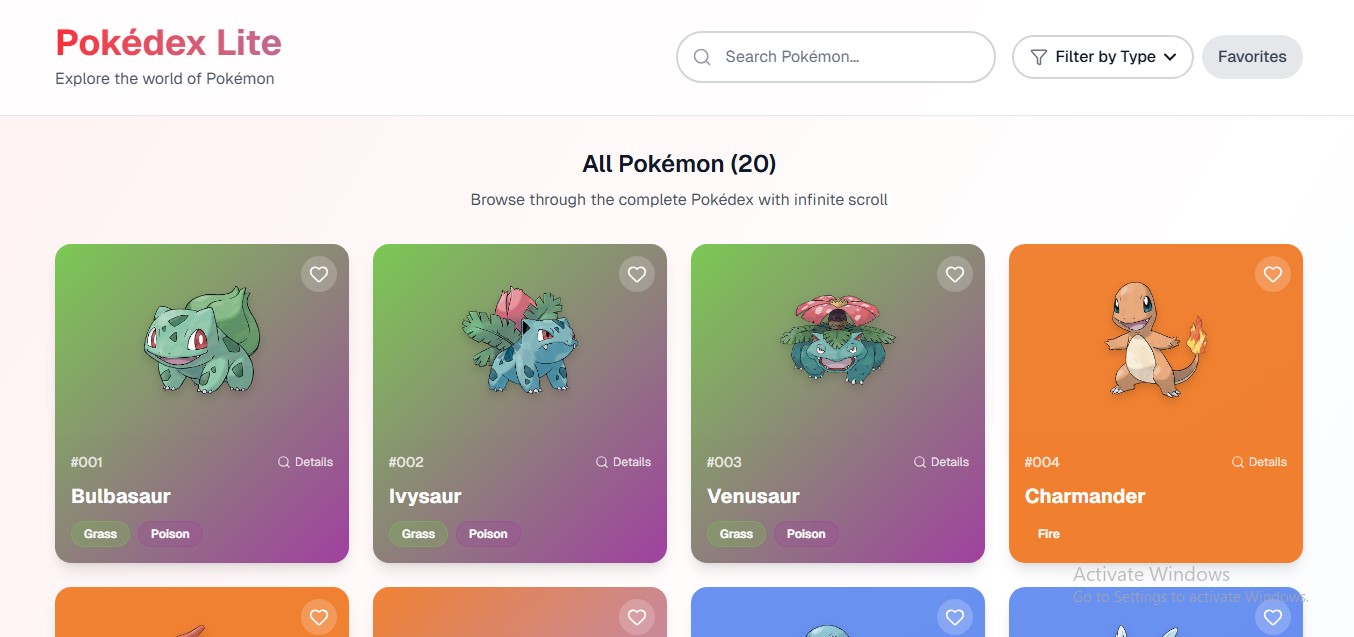 Pokédex Lite
Explore the world of Pokémon
Search Pokémon...
Filter by Type
Favorites
All Pokémon (20)
Browse through the complete Pokédex with infinite scroll
#001 Details
Bulbasaur
Grass Poison
#002 Details
Ivysaur
Grass Poison
#003 Details
Venusaur
Grass Poison
#004 Details
Charmander
Fire
Activate Windows
Go to Settings to activate Windows.